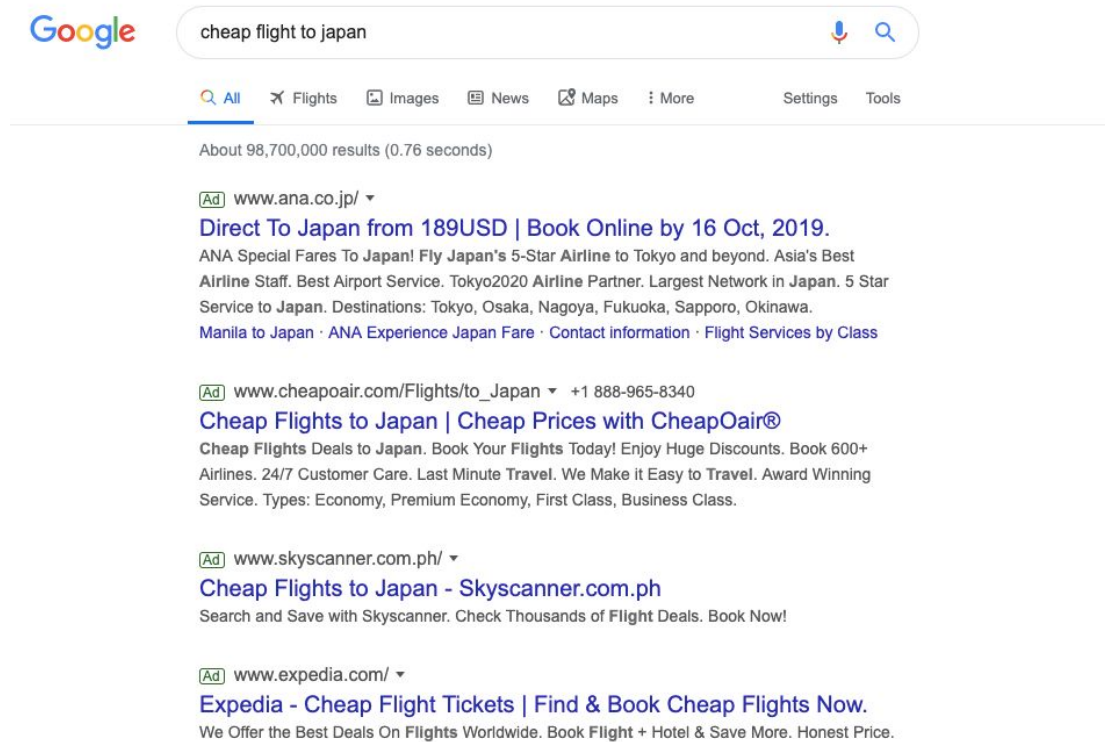 Google
cheap flight to japan
All Flights Images News Maps More Settings Tools
About 98,700,000 results (0.76 seconds)
Ad www.ana.co.jp/
Direct To Japan from 189USD | Book Online by 16 Oct, 2019.
ANA Special Fares To Japan! Fly Japan's 5-Star Airline to Tokyo and beyond. Asia's Best
Airline Staff. Best Airport Service. Tokyo2020 Airline Partner. Largest Network in Japan. 5 Star
Service to Japan. Destinations: Tokyo, Osaka, Nagoya, Fukuoka, Sapporo, Okinawa.
Manila to Japan · ANA Experience Japan Fare · Contact information · Flight Services by Class
Ad www.cheapoair.com/Flights/to_Japan +1 888-965-8340
Cheap Flights to Japan | Cheap Prices with CheapOair®
Cheap Flights Deals to Japan. Book Your Flights Today! Enjoy Huge Discounts. Book 600+
Airlines. 24/7 Customer Care. Last Minute Travel. We Make it Easy to Travel. Award Winning
Service. Types: Economy, Premium Economy, First Class, Business Class.
Ad www.skyscanner.com.ph/
Cheap Flights to Japan - Skyscanner.com.ph
Search and Save with Skyscanner. Check Thousands of Flight Deals. Book Now!
Ad www.expedia.com/
Expedia - Cheap Flight Tickets | Find & Book Cheap Flights Now.
We Offer the Best Deals On Flights Worldwide. Book Flight + Hotel & Save More. Honest Price.